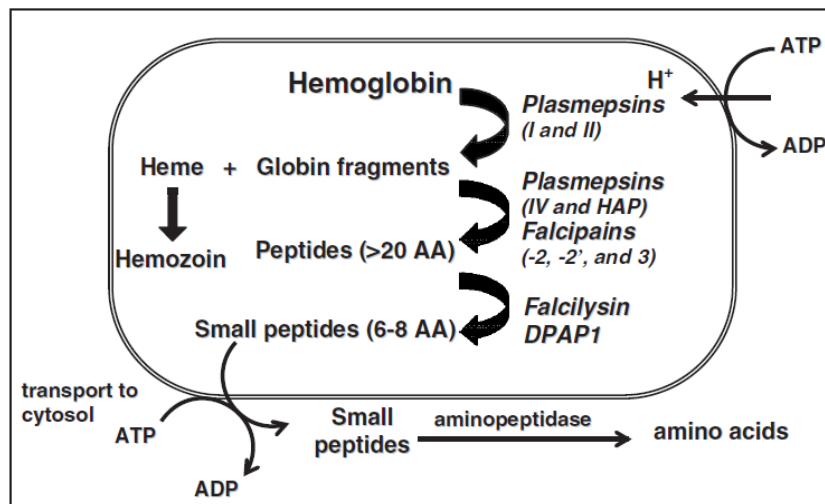 ATP
H+
Hemoglobin
Plasmepsins
(I and II)
ADP
Heme + Globin fragments
Plasmepsins
(IV and HAP)
Falcipains
(-2, -2’, and 3)
Hemozoin
Peptides (>20 AA)
Falcilysin
DPAP1
Small peptides (6-8 AA)
transport to
cytosol
ATP
ADP
Small
peptides
aminopeptidase
amino acids